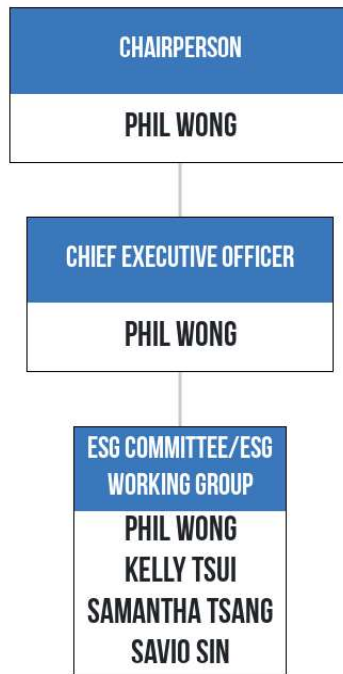 CHAIRPERSON
PHIL WONG
CHIEF EXECUTIVE OFFICER
PHIL WONG
ESG COMMITTEE/ESG
WORKING GROUP
PHIL WONG
KELLY TSUI
SAMANTHA TSANG
SAVIO SIN